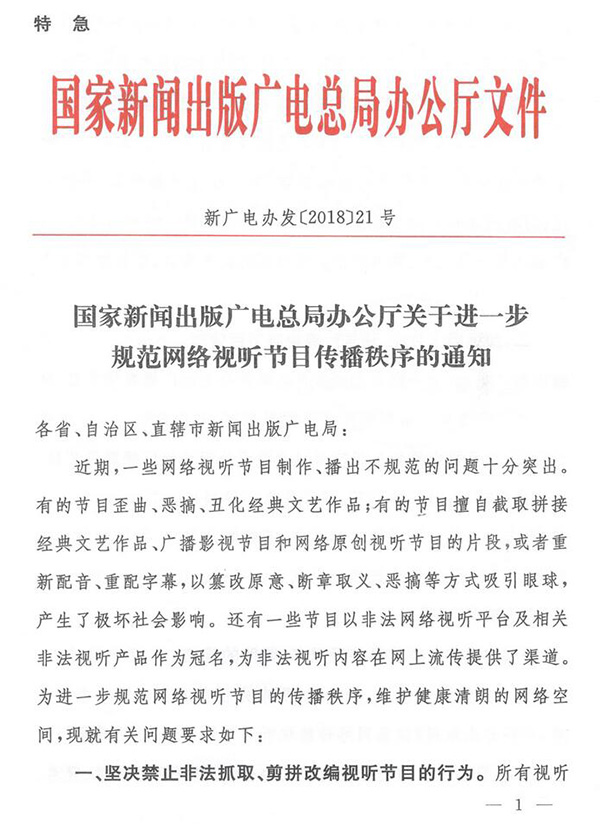 特 急
国家新闻出版广电总局办公厅文件
新广电办发〔2018〕21 号
国家新闻出版广电总局办公厅关于进一步
规范网络视听节目传播秩序的通知
各省、自治区、直辖市新闻出版广电局：
近期，一些网络视听节目制作、播出不规范的问题十分突出。
有的节目歪曲、恶搞、丑化经典文艺作品；有的节目擅自截取拼接
经典文艺作品、广播影视节目和网络原创视听节目的片段，或者重
新配音、重配字幕，以篡改原意、断章取义、恶搞等方式吸引眼球，
产生了极坏社会影响。还有一些节目以非法网络视听平台及相关
非法视听产品作为冠名，为非法视听内容在网上流传提供了渠道。
为进一步规范网络视听节目的传播秩序，维护健康清朗的网络空
间，现就有关问题要求如下：
一、坚决禁止非法抓取、剪拼改编视听节目的行为。所有视听
— 1 —